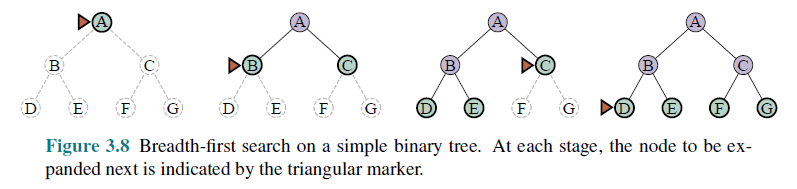 A A A A
B C B C B C B C
D E F G D E F G D E F G D E F G
Figure 3.8 Breadth-first search on a simple binary tree. At each stage, the node to be ex-
panded next is indicated by the triangular marker.